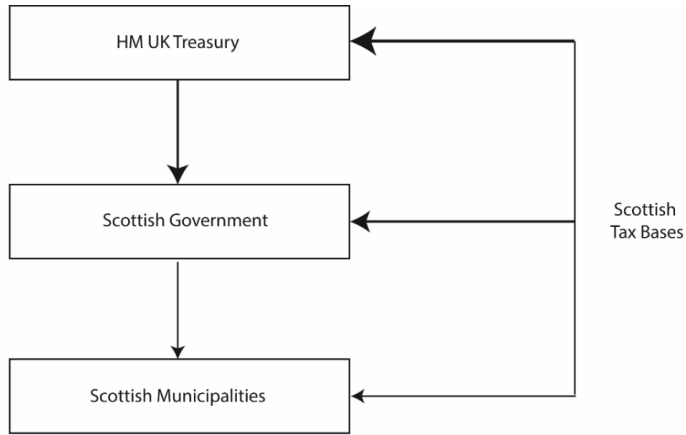 HM UK Treasury
Scottish Government
Scottish
Tax Bases
Scottish Municipalities